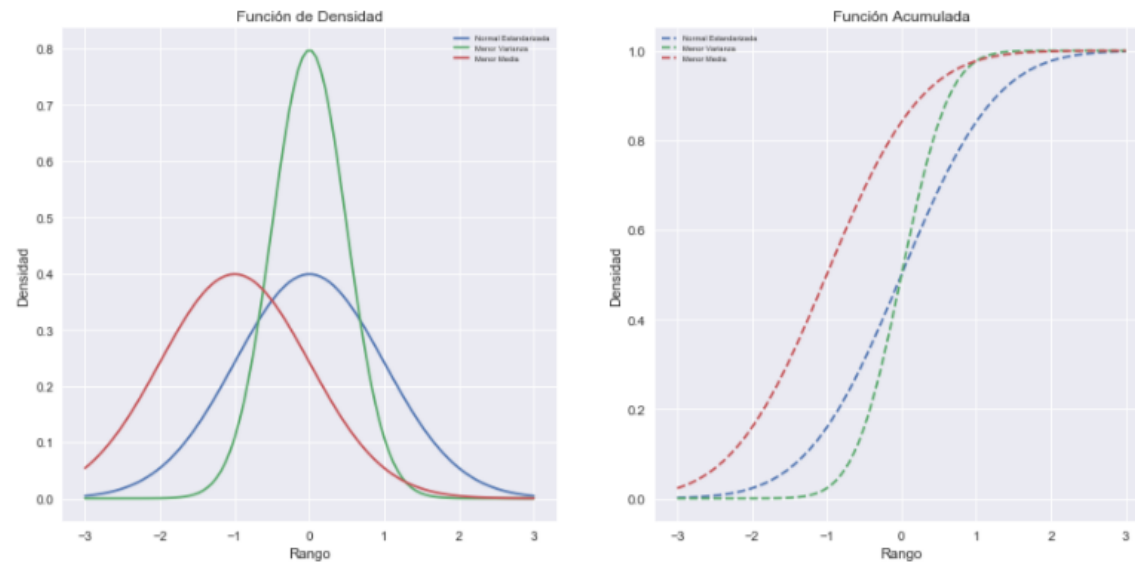 Función de Densidad
Normal Estandarizada
Menor Varianza
Menor Media
0.8
0.7
0.6
0.5
0.4
0.3
0.2
0.1
0.0
Densidad
−3 −2 −1 0 1 2 3
Rango
Función Acumulada
Normal Estandarizada
Menor Varianza
Menor Media
1.0
0.8
0.6
0.4
0.2
0.0
Densidad
−3 −2 −1 0 1 2 3
Rango